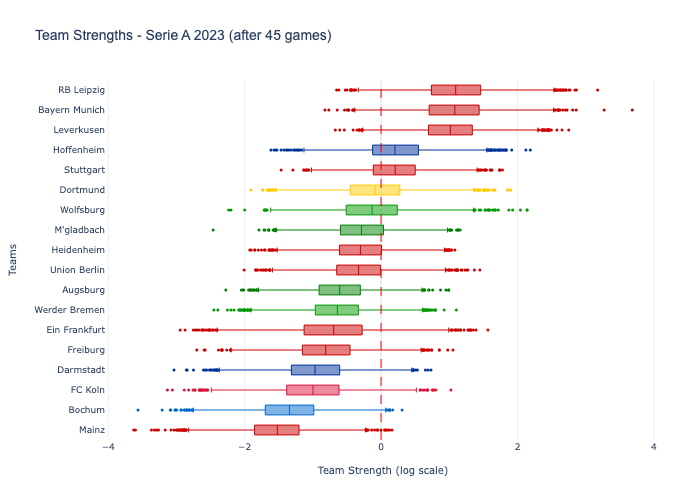 Team Strengths - Serie A 2023 (after 45 games)
RB Leipzig
Bayern Munich
Leverkusen
Hoffenheim
Stuttgart
Dortmund
Wolfsburg
M'gladbach
Heidenheim
Union Berlin
Augsburg
Werder Bremen
Ein Frankfurt
Freiburg
Darmstadt
FC Koln
Bochum
Mainz
Teams
−4 −2 0 2 4
Team Strength (log scale)